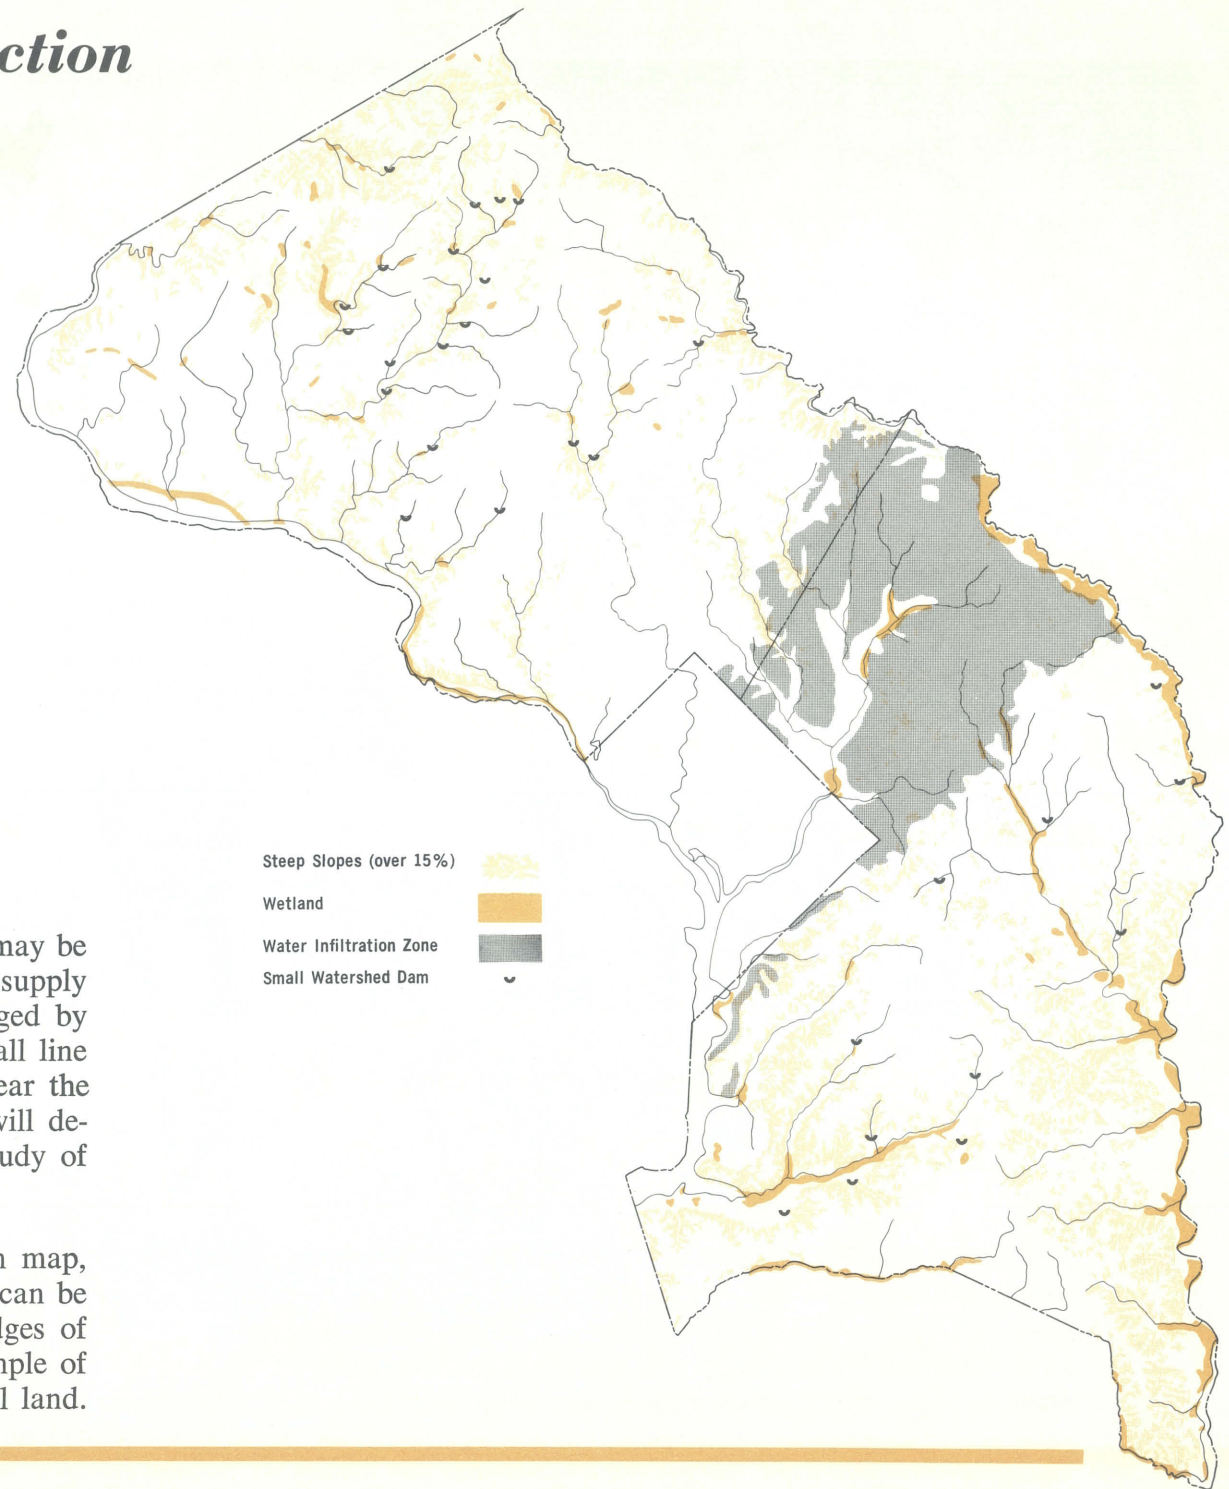 ction
Steep Slopes (over 15%)
Wetland
Water Infiltration Zone
Small Watershed Dam
may be
supply
ged by
all line
ear the
will de-
udy of
n map,
can be
lges of
nple of
l land.